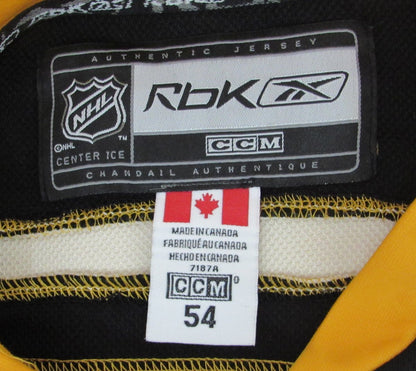 AUTHENTIC JERSEY
NHL
TM
©NHL
CENTER ICE
RbK
CCM
CHANDAIL AUTHENTIQUE
MADE IN CANADA
FABRIQUÉ AU CANADA
HECHO EN CANADA
7187A
CCM®
54